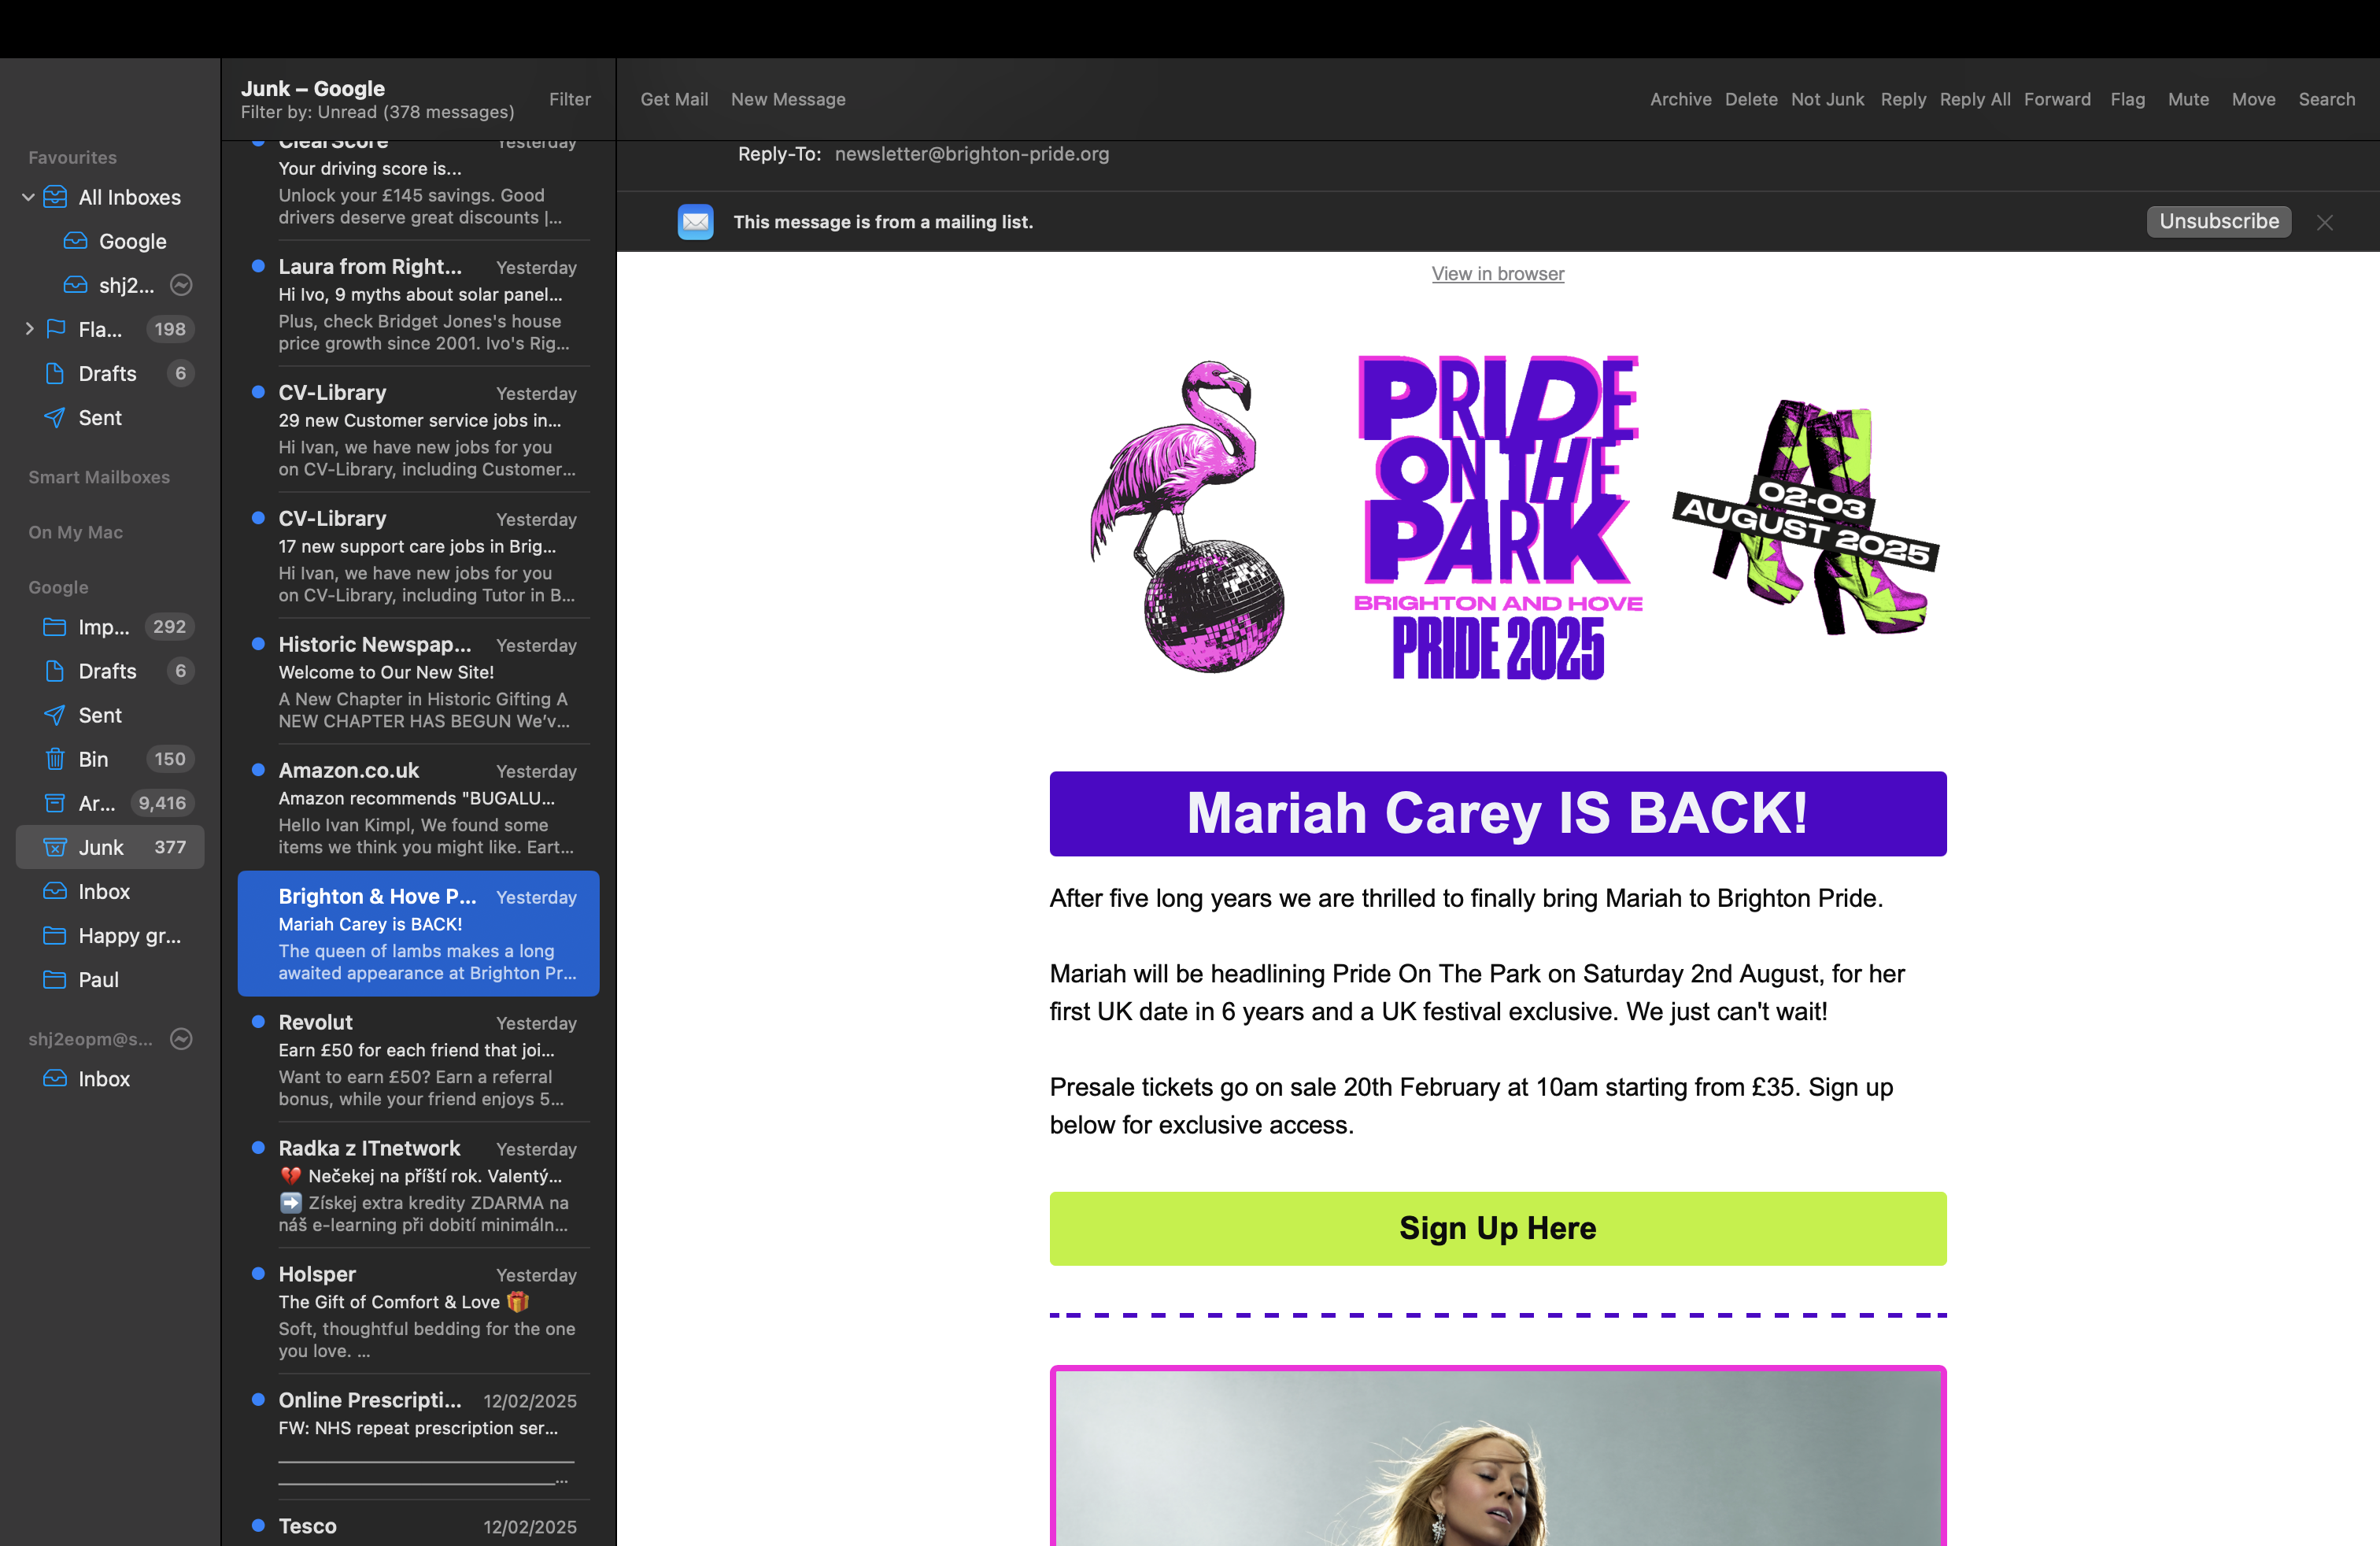 Favourites
All Inboxes
Google
shj2...
Fla... 198
Drafts 6
Sent
Smart Mailboxes
On My Mac
Google
Imp... 292
Drafts 6
Sent
Bin 150
Ar... 9,416
Junk 377
Inbox
Happy gr...
Paul
shj2eopm@s...
Inbox
Junk – Google
Filter by: Unread (378 messages)
Filter
ClearScore Yesterday
Your driving score is...
Unlock your £145 savings. Good
drivers deserve great discounts |...
Laura from Right... Yesterday
Hi Ivo, 9 myths about solar panel...
Plus, check Bridget Jones's house
price growth since 2001. Ivo's Rig...
CV-Library Yesterday
29 new Customer service jobs in...
Hi Ivan, we have new jobs for you
on CV-Library, including Customer...
CV-Library Yesterday
17 new support care jobs in Brig...
Hi Ivan, we have new jobs for you
on CV-Library, including Tutor in B...
Historic Newspap... Yesterday
Welcome to Our New Site!
A New Chapter in Historic Gifting A
NEW CHAPTER HAS BEGUN We'v...
Amazon.co.uk Yesterday
Amazon recommends "BUGALU...
Hello Ivan Kimpl, We found some
items we think you might like. Eart...
Brighton & Hove P... Yesterday
Mariah Carey is BACK!
The queen of lambs makes a long
awaited appearance at Brighton Pr...
Revolut Yesterday
Earn £50 for each friend that joi...
Want to earn £50? Earn a referral
bonus, while your friend enjoys 5...
Radka z ITnetwork Yesterday
💔 Nečekej na příští rok. Valentý...
➡️ Získej extra kredity ZDARMA na
náš e-learning při dobití minimáln...
Holsper Yesterday
The Gift of Comfort & Love 🎁
Soft, thoughtful bedding for the one
you love. ...
Online Prescripti... 12/02/2025
FW: NHS repeat prescription ser...
Tesco 12/02/2025
Get Mail New Message Archive Delete Not Junk Reply Reply All Forward Flag Mute Move Search
Reply-To: newsletter@brighton-pride.org
This message is from a mailing list. Unsubscribe
View in browser
PRIDE
ON THE
PARK
BRIGHTON AND HOVE
PRIDE 2025
02-03
AUGUST 2025
Mariah Carey IS BACK!
After five long years we are thrilled to finally bring Mariah to Brighton Pride.
Mariah will be headlining Pride On The Park on Saturday 2nd August, for her
first UK date in 6 years and a UK festival exclusive. We just can't wait!
Presale tickets go on sale 20th February at 10am starting from £35. Sign up
below for exclusive access.
Sign Up Here